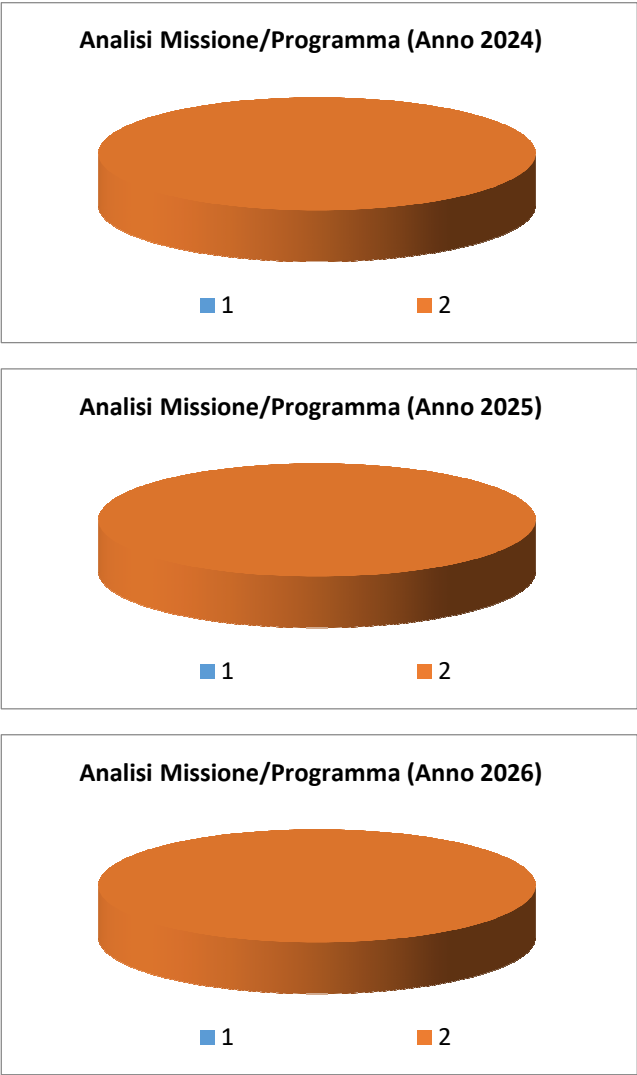 Analisi Missione/Programma (Anno 2024)
1 2
Analisi Missione/Programma (Anno 2025)
1 2
Analisi Missione/Programma (Anno 2026)
1 2